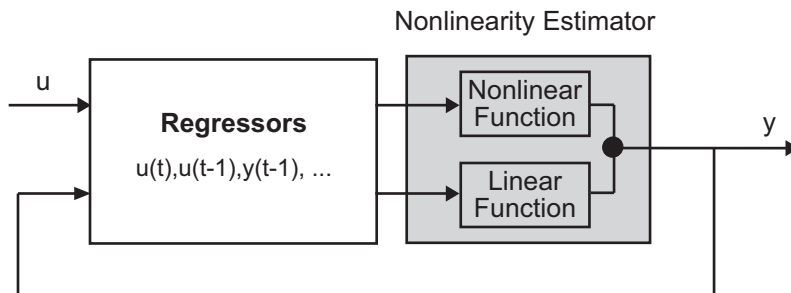 Nonlinearity Estimator
u
Regressors
u(t),u(t-1),y(t-1), ...
Nonlinear
Function
Linear
Function
y